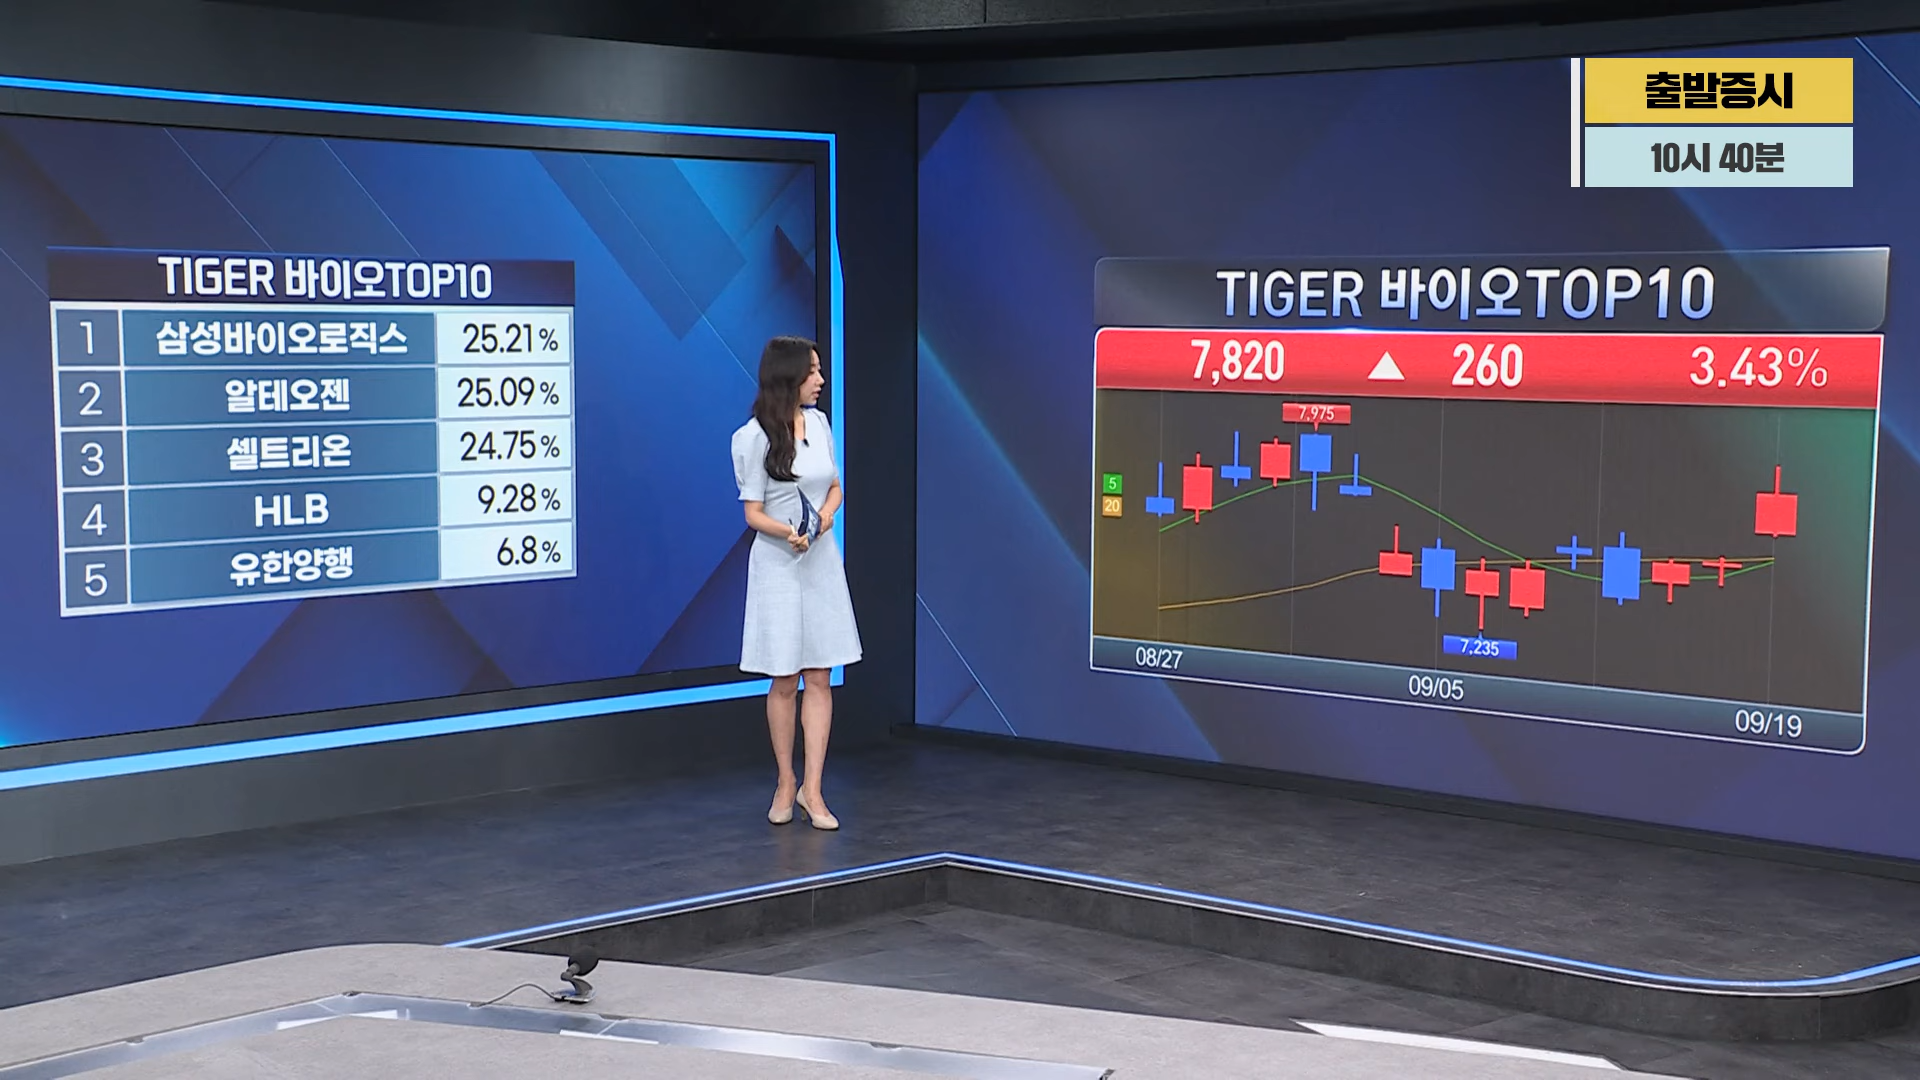 출발증시
10시 40분
TIGER 바이오TOP10
1 삼성바이오로직스 25.21%
2 알테오젠 25.09%
3 셀트리온 24.75%
4 HLB 9.28%
5 유한양행 6.8%
TIGER 바이오TOP10
7,820 ▲ 260 3.43%
7,975
5
20
7,235
08/27
09/05
09/19